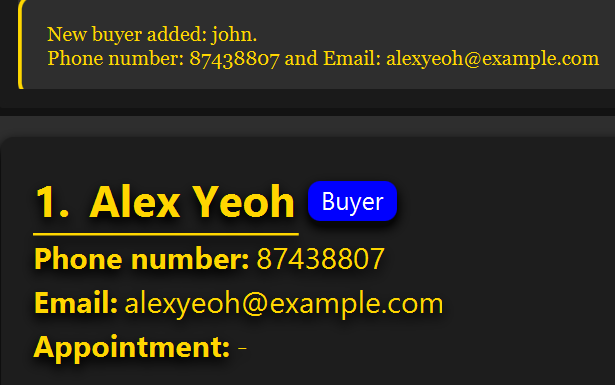 New buyer added: john.
Phone number: 87438807 and Email: alexyeoh@example.com
1. Alex Yeoh Buyer
Phone number: 87438807
Email: alexyeoh@example.com
Appointment: -